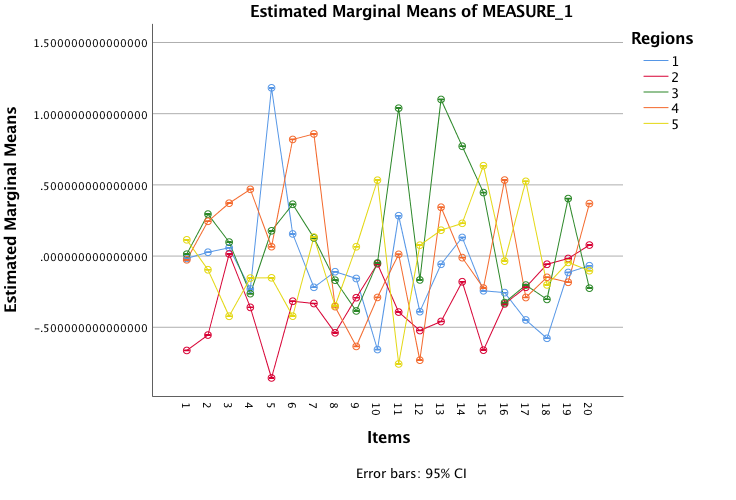 Estimated Marginal Means of MEASURE_1
Regions
1
2
3
4
5
Estimated Marginal Means
1.500000000000000
1.000000000000000
.500000000000000
.000000000000000
-.500000000000000
1 2 3 4 5 6 7 8 9 10 11 12 13 14 15 16 17 18 19 20
Items
Error bars: 95% CI